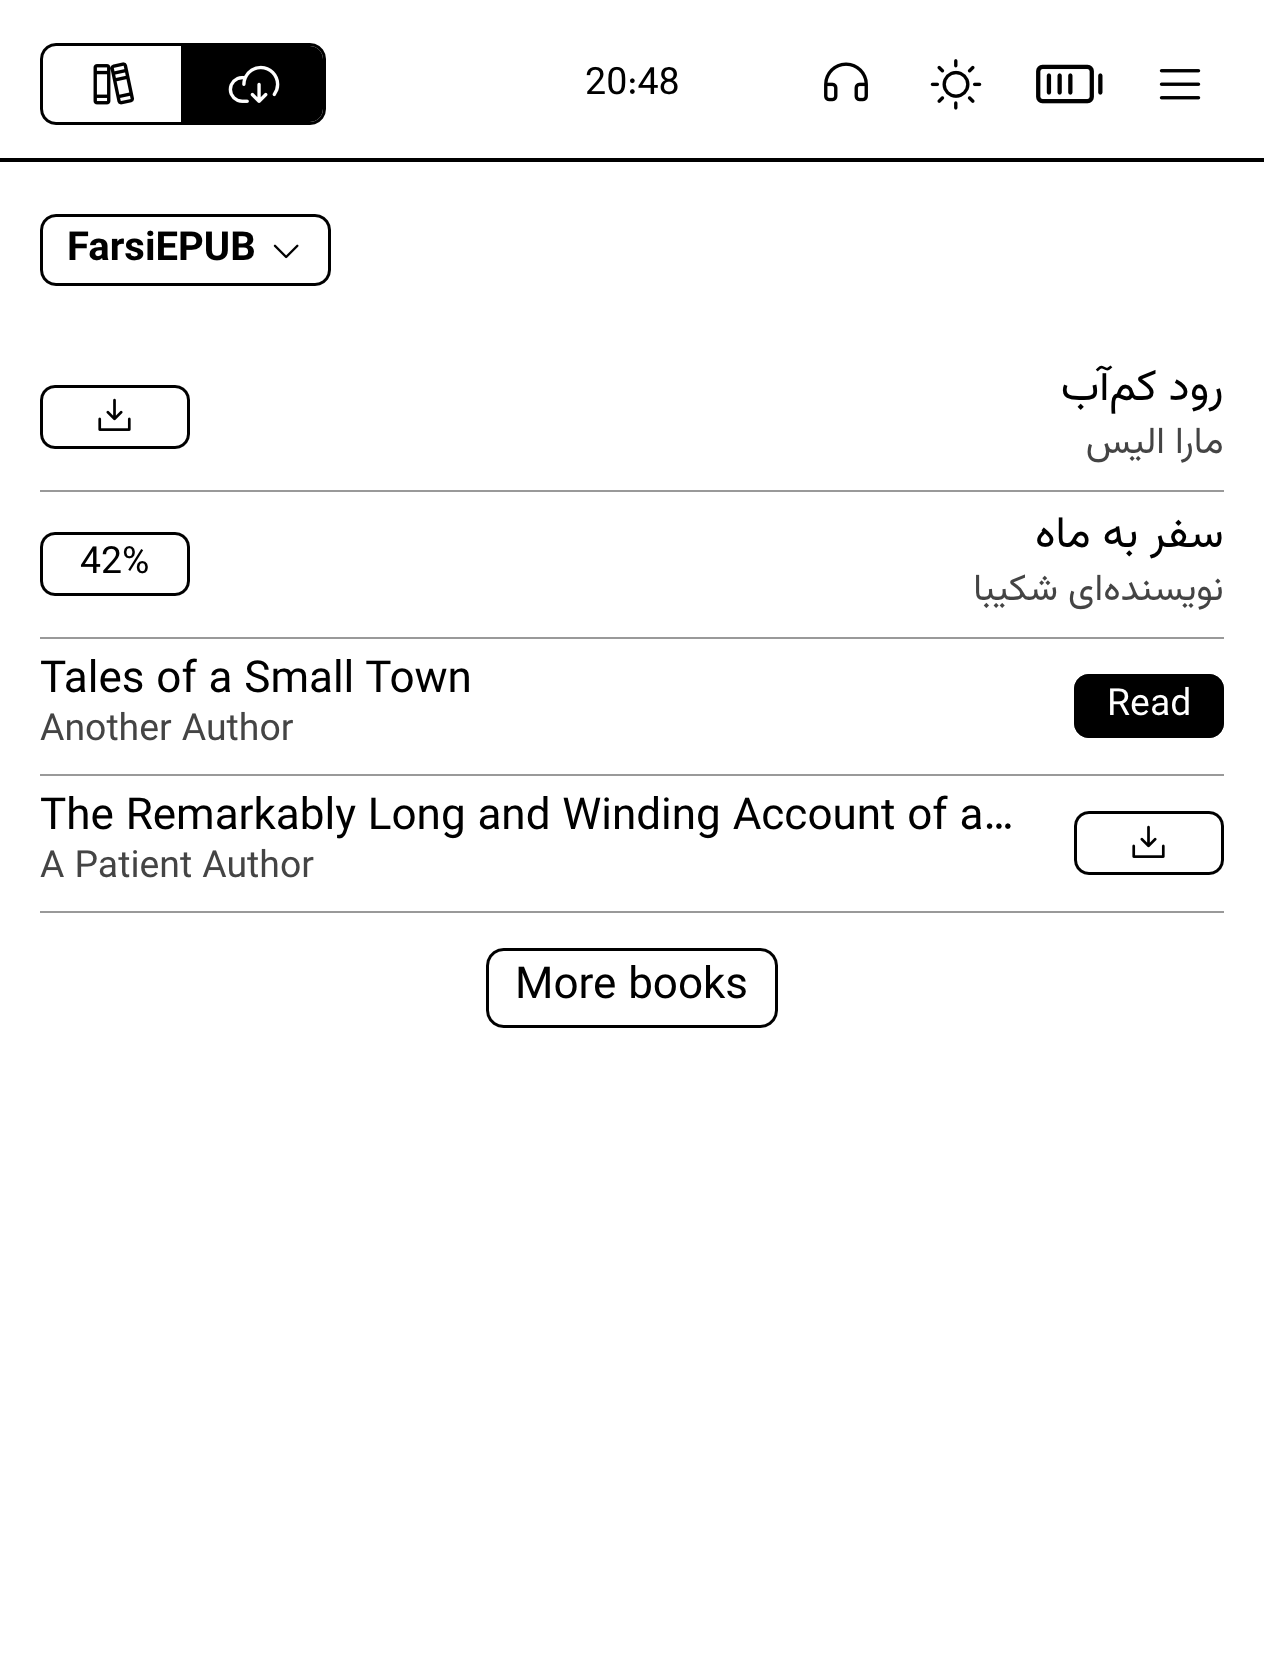 20:48
FarsiEPUB
رود کم‌آب
مارا الیس
سفر به ماه
42%
نویسنده‌ای شکیبا
Tales of a Small Town
Another Author
Read
The Remarkably Long and Winding Account of a…
A Patient Author
More books